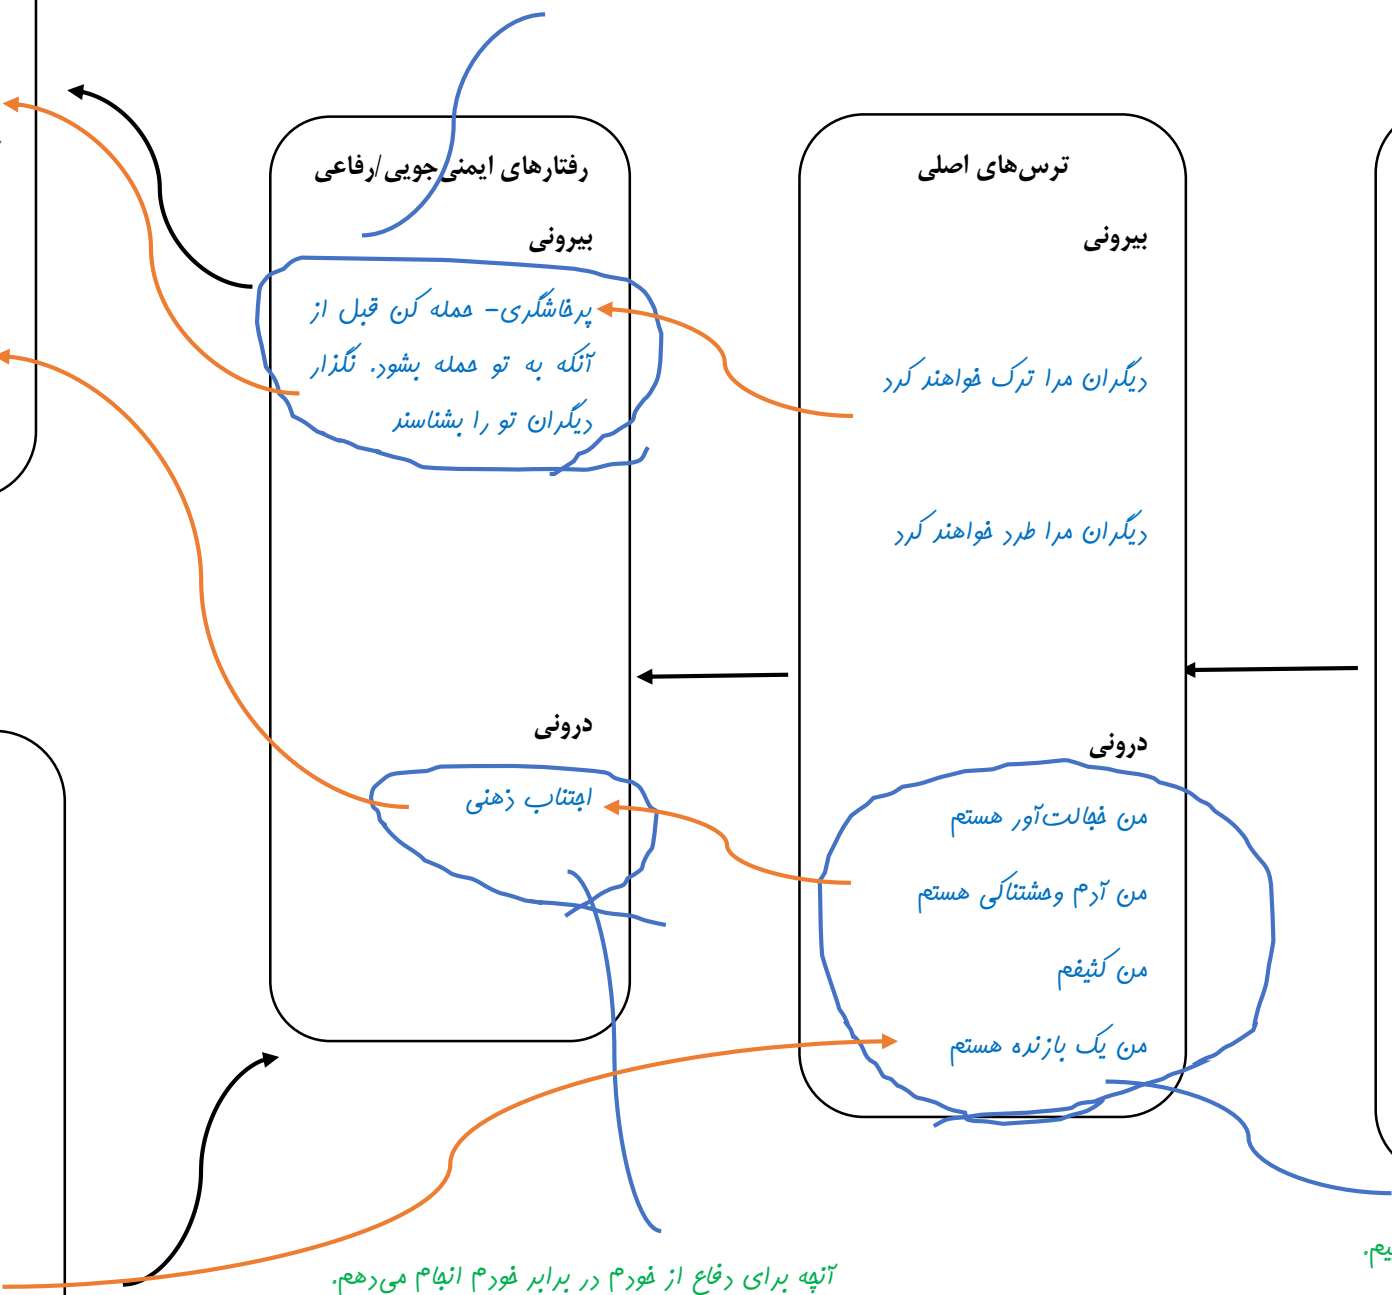 ترس‌های اصلی
بیرونی
دیگران مرا ترک خواهند کرد
دیگران مرا طرد خواهند کرد
درونی
من خجالت‌آور هستم
من آدم وحشتناکی هستم
من کثیفم
من یک بازنده هستم
رفتارهای ایمنی‌جویی/دفاعی
بیرونی
پرخاشگری- حمله کن قبل از
آنکه به تو حمله بشود. نگذار
دیگران تو را بشناسند
درونی
اجتناب ذهنی
آنچه برای دفاع از خودم در برابر خودم انجام می‌دهم.